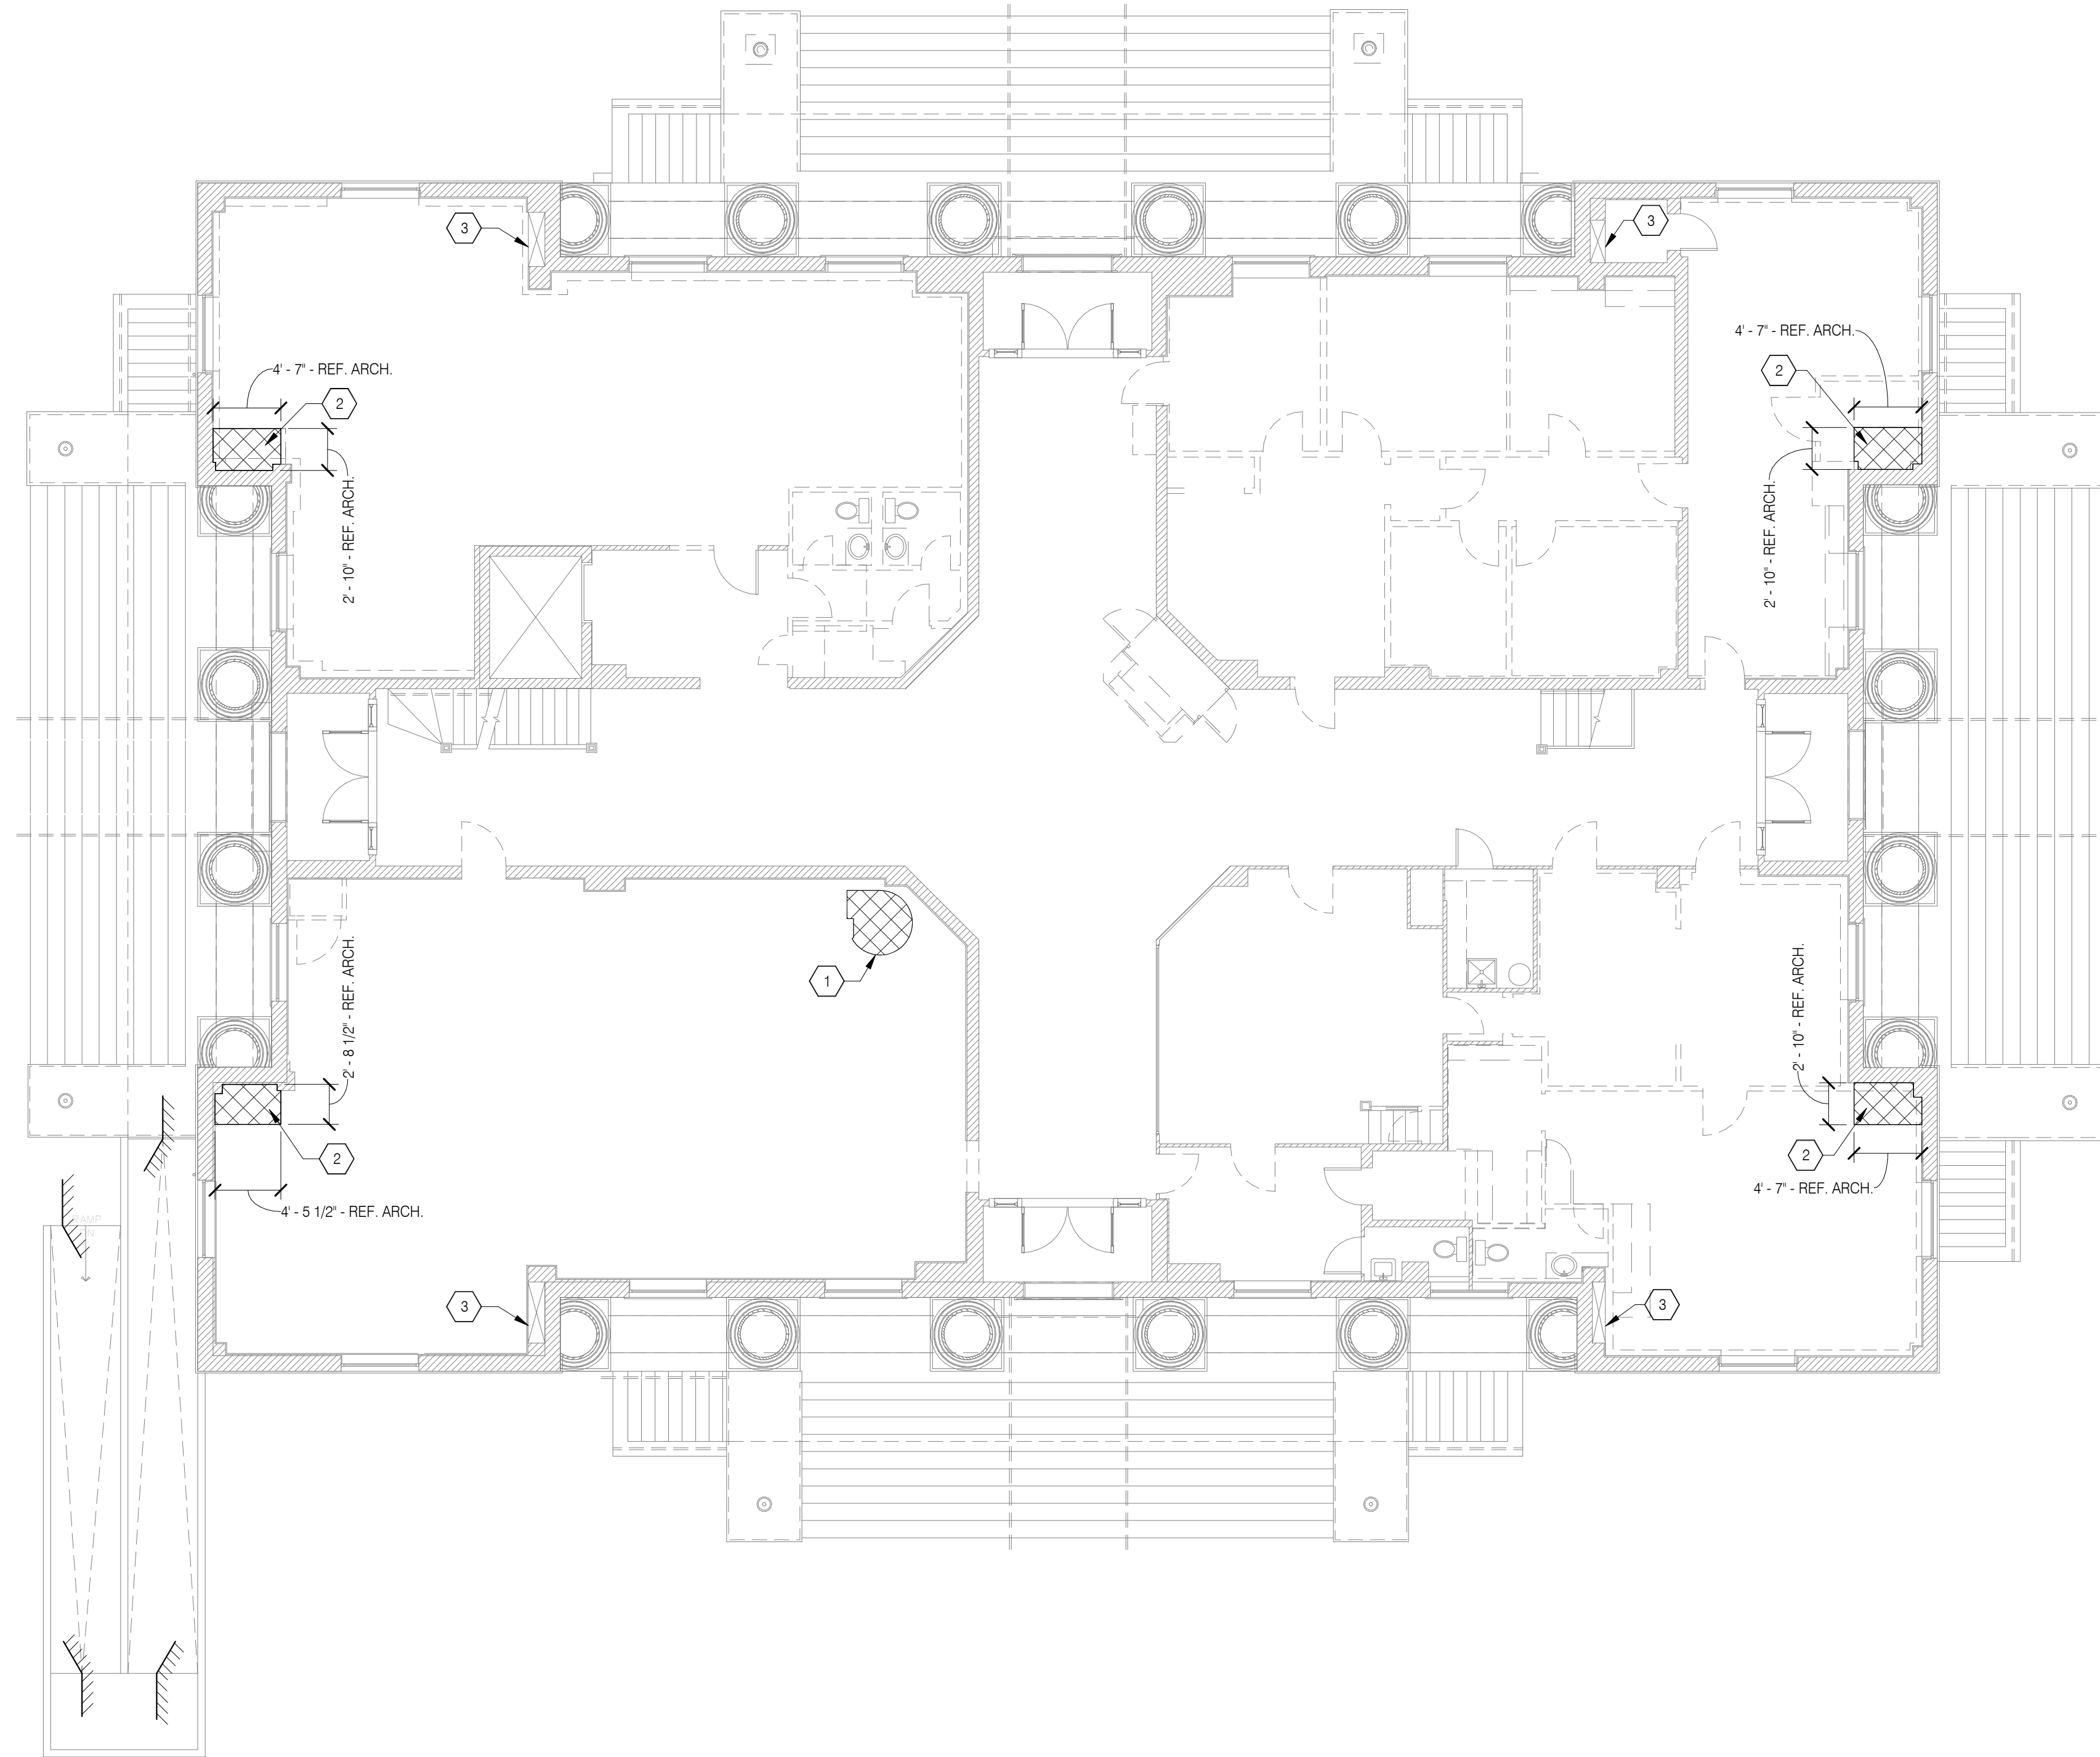 3
3
4' - 7" - REF. ARCH.
4' - 7" - REF. ARCH.
2
2
2' - 10" - REF. ARCH.
2' - 10" - REF. ARCH.
1
2' - 8 1/2" - REF. ARCH.
2' - 10" - REF. ARCH.
2
2
4' - 7" - REF. ARCH.
4' - 5 1/2" - REF. ARCH.
RAMP
3
3